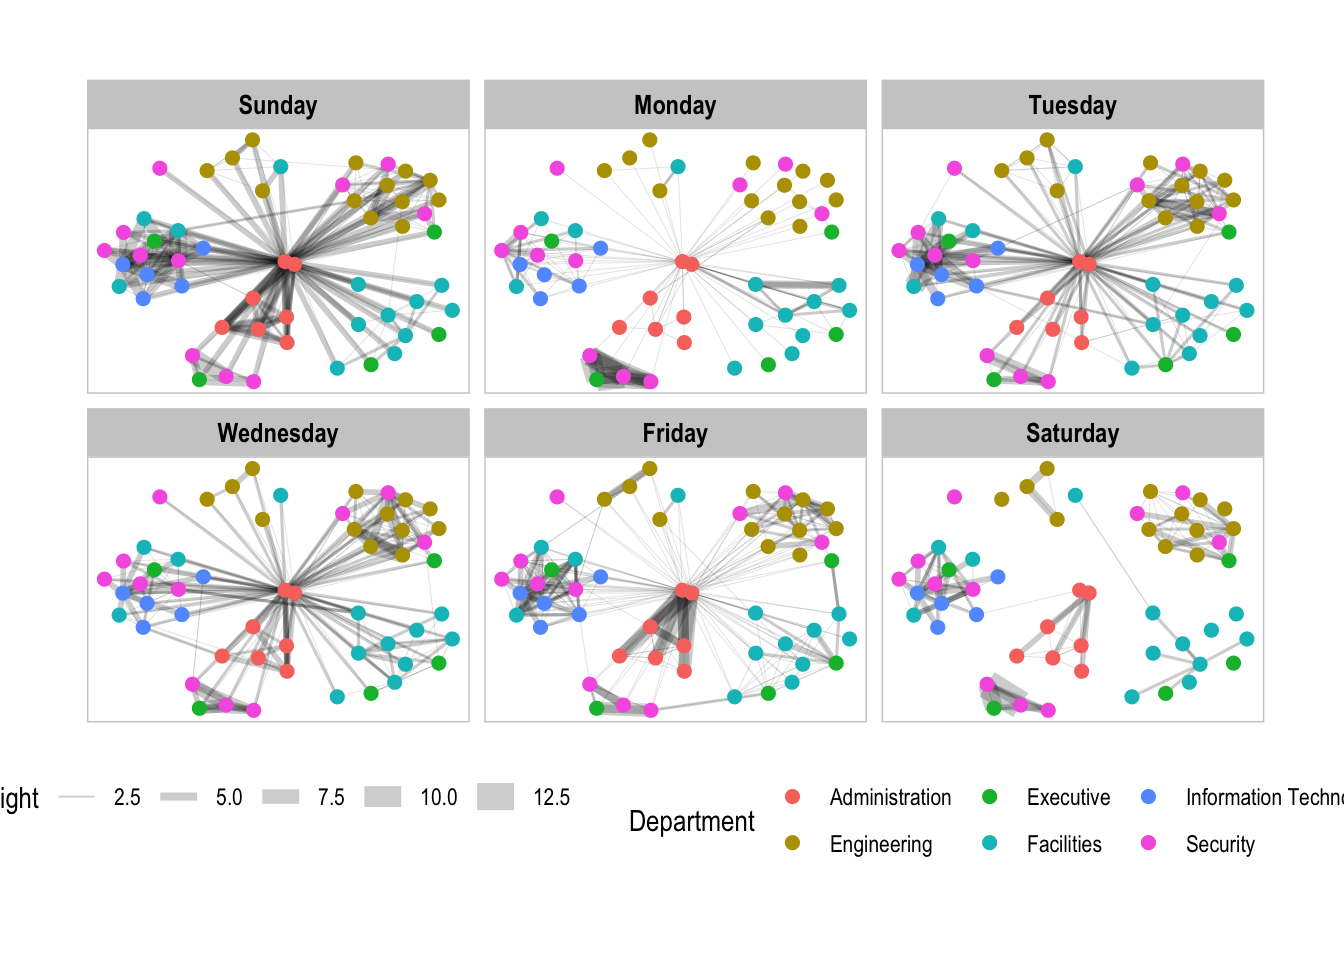 Sunday
Monday
Tuesday
Wednesday
Friday
Saturday
ight
2.5
5.0
7.5
10.0
12.5
Department
Administration
Executive
Information Techno
Engineering
Facilities
Security